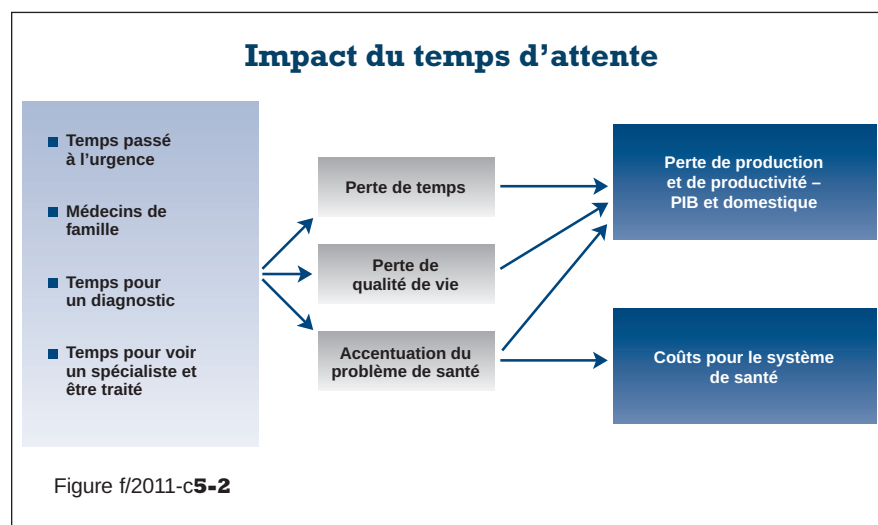 Impact du temps d’attente
■ Temps passé
à l’urgence
■ Médecins de
famille
■ Temps pour
un diagnostic
■ Temps pour voir
un spécialiste et
être traité
Perte de temps
Perte de
qualité de vie
Accentuation du
problème de santé
Perte de production
et de productivité –
PIB et domestique
Coûts pour le système
de santé
Figure f/2011-c5-2